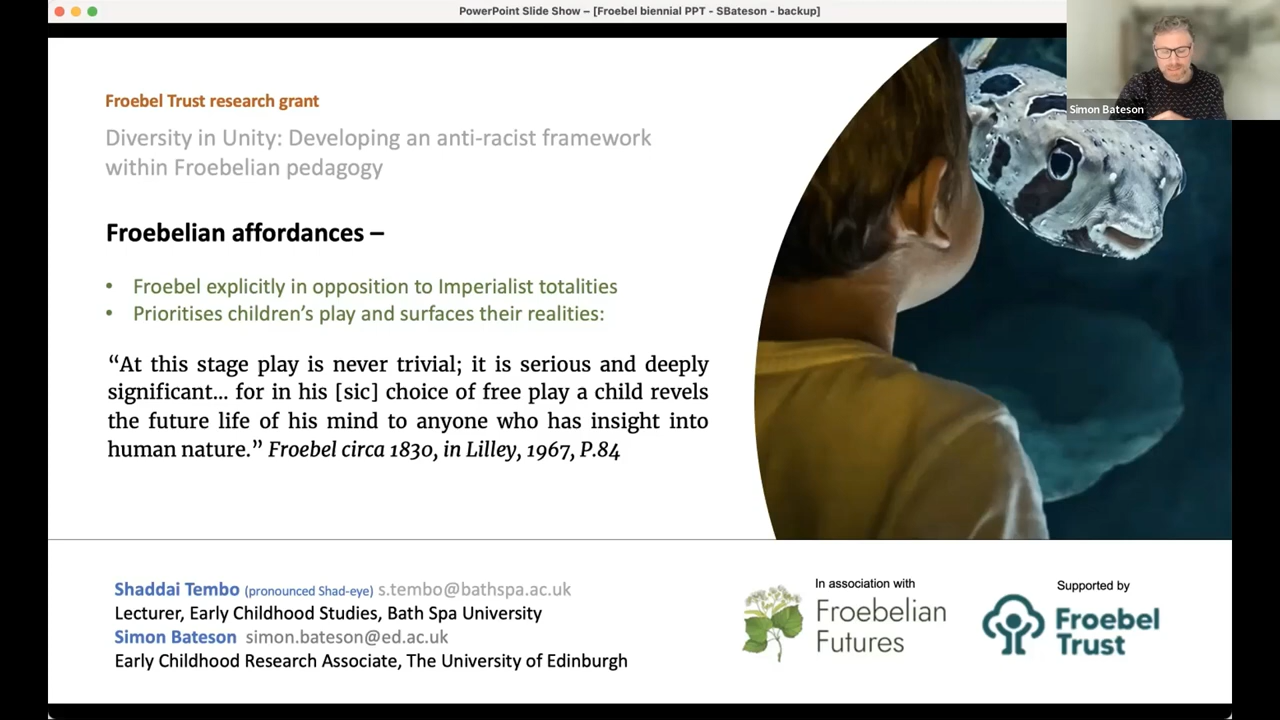 PowerPoint Slide Show – [Froebel biennial PPT - SBateson - backup]
Simon Bateson
Froebel Trust research grant
Diversity in Unity: Developing an anti-racist framework
within Froebelian pedagogy
Froebelian affordances –
• Froebel explicitly in opposition to Imperialist totalities
• Prioritises children’s play and surfaces their realities:
“At this stage play is never trivial; it is serious and deeply
significant... for in his [sic] choice of free play a child revels
the future life of his mind to anyone who has insight into
human nature.” Froebel circa 1830, in Lilley, 1967, P.84
Shaddai Tembo (pronounced Shad-eye) s.tembo@bathspa.ac.uk
Lecturer, Early Childhood Studies, Bath Spa University
Simon Bateson simon.bateson@ed.ac.uk
Early Childhood Research Associate, The University of Edinburgh
In association with
Froebelian
Futures
Supported by
Froebel
Trust